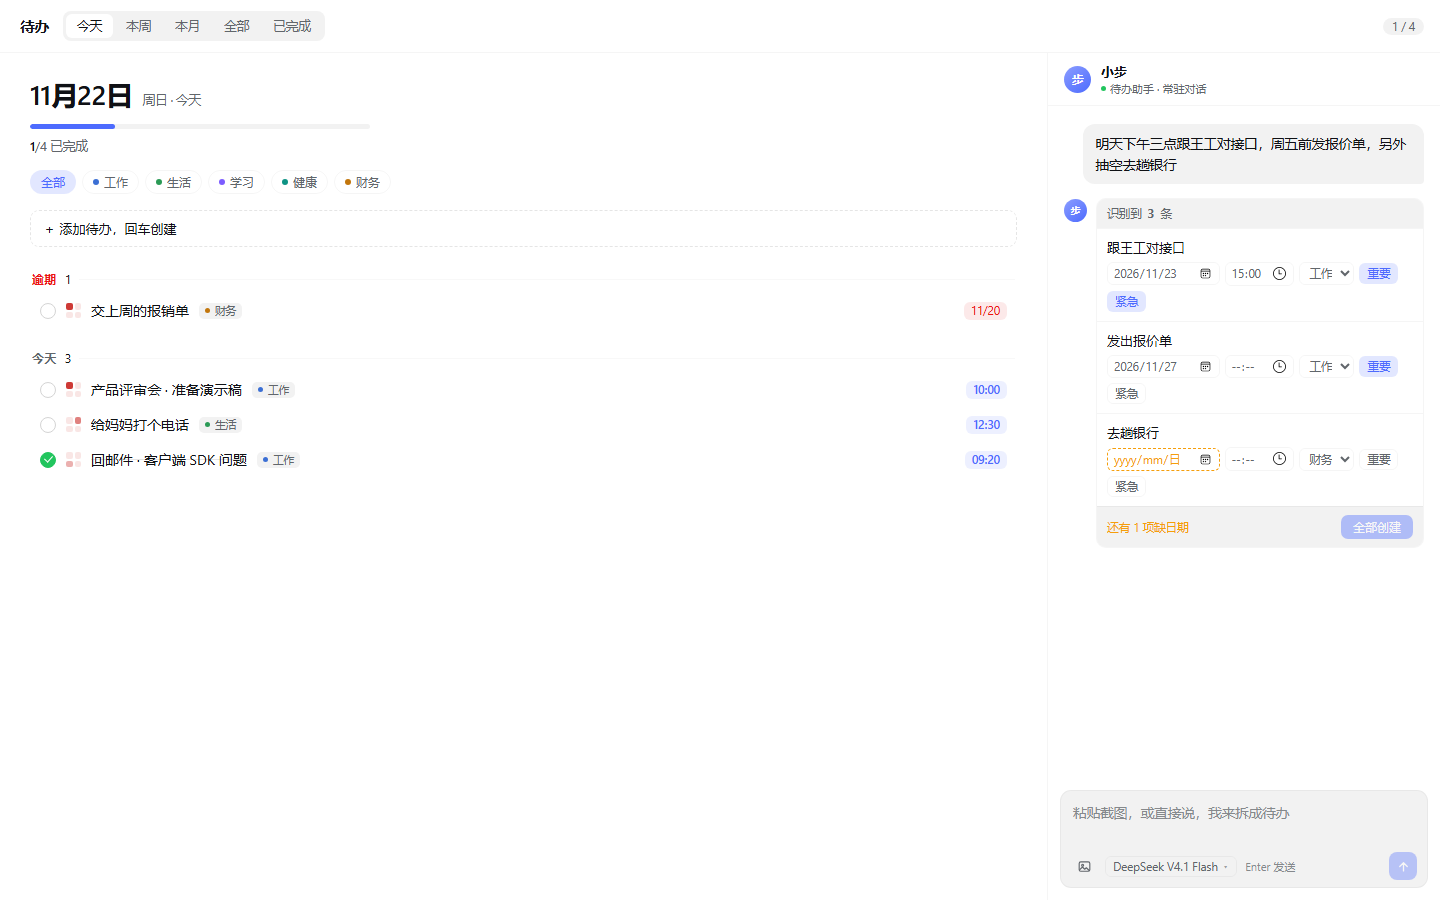 待办
今天 本周 本月 全部 已完成
1 / 4
11月22日 周日 · 今天
1/4 已完成
全部 工作 生活 学习 健康 财务
+ 添加待办，回车创建
逾期 1
交上周的报销单 财务 11/20
今天 3
产品评审会 · 准备演示稿 工作 10:00
给妈妈打个电话 生活 12:30
回邮件 · 客户端 SDK 问题 工作 09:20
步 小步
待办助手 · 常驻对话
明天下午三点跟王工对接口，周五前发报价单，另外
抽空去趟银行
步 识别到 3 条
跟王工对接口
2026/11/23 15:00 工作 重要
紧急
发出报价单
2026/11/27 --:-- 工作 重要
紧急
去趟银行
yyyy/mm/日 --:-- 财务 重要
紧急
还有 1 项缺日期 全部创建
粘贴截图，或直接说，我来拆成待办
DeepSeek V4.1 Flash Enter 发送